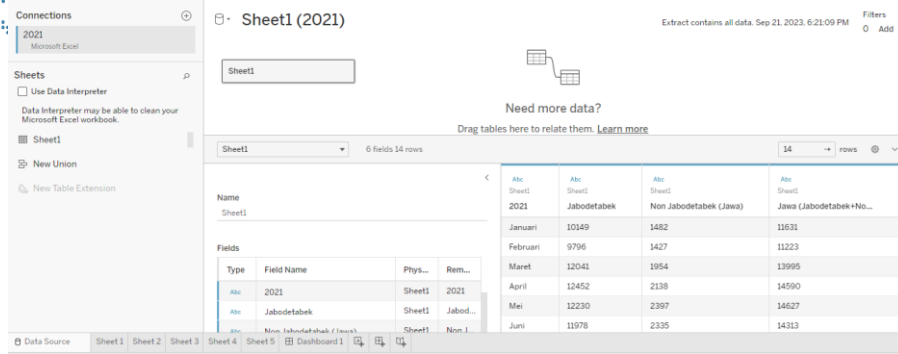 Connections
2021
Microsoft Excel
Sheets
Use Data Interpreter
Data Interpreter may be able to clean your
Microsoft Excel workbook.
Sheet1
New Union
New Table Extension
Sheet1 (2021)
Extract contains all data. Sep 21, 2023, 6:21:09 PM
Filters
0 Add
Sheet1
Need more data?
Drag tables here to relate them. Learn more
Sheet1 6 fields 14 rows 14 → rows
Name
Sheet1
Fields
Type Field Name Phys... Rem...
Abc 2021 Sheet1 2021
Abc Jabodetabek Sheet1 Jabod...
Abc Non Jabodetabek (Jawa) Sheet1 Non J...
Abc Abc Abc Abc
Sheet1 Sheet1 Sheet1 Sheet1
2021 Jabodetabek Non Jabodetabek (Jawa) Jawa (Jabodetabek+No...
Januari 10149 1482 11631
Februari 9796 1427 11223
Maret 12041 1954 13995
April 12452 2138 14590
Mei 12230 2397 14627
Juni 11978 2335 14313
Data Source Sheet 1 Sheet 2 Sheet 3 Sheet 4 Sheet 5 Dashboard 1